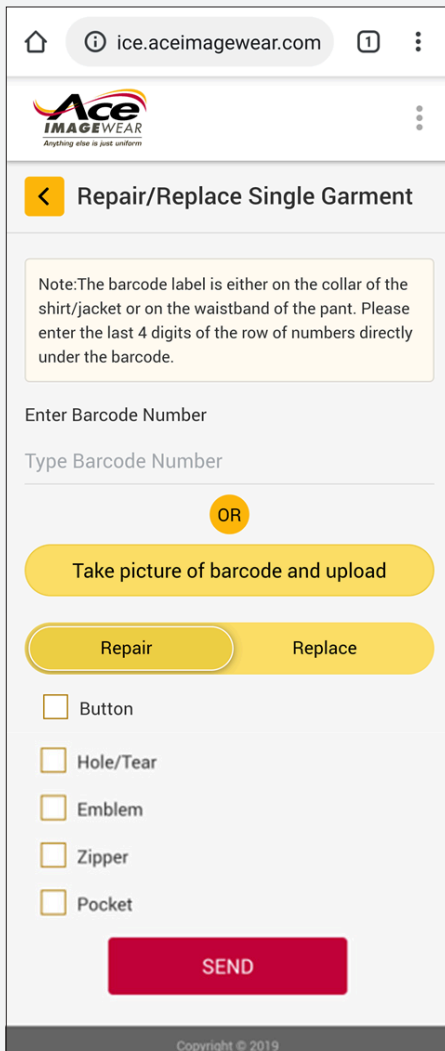 ice.aceimagewear.com
1
Ace
IMAGEWEAR
Anything else is just uniform
Repair/Replace Single Garment
Note:The barcode label is either on the collar of the
shirt/jacket or on the waistband of the pant. Please
enter the last 4 digits of the row of numbers directly
under the barcode.
Enter Barcode Number
Type Barcode Number
OR
Take picture of barcode and upload
Repair Replace
Button
Hole/Tear
Emblem
Zipper
Pocket
SEND
Copyright © 2019